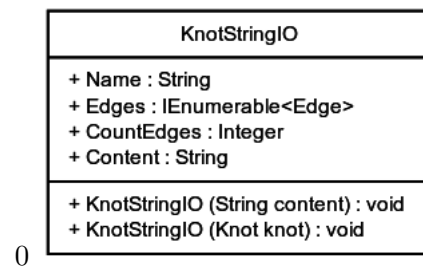 KnotStringIO
+ Name : String
+ Edges : IEnumerable<Edge>
+ CountEdges : Integer
+ Content : String
+ KnotStringIO (String content) : void
+ KnotStringIO (Knot knot) : void
0